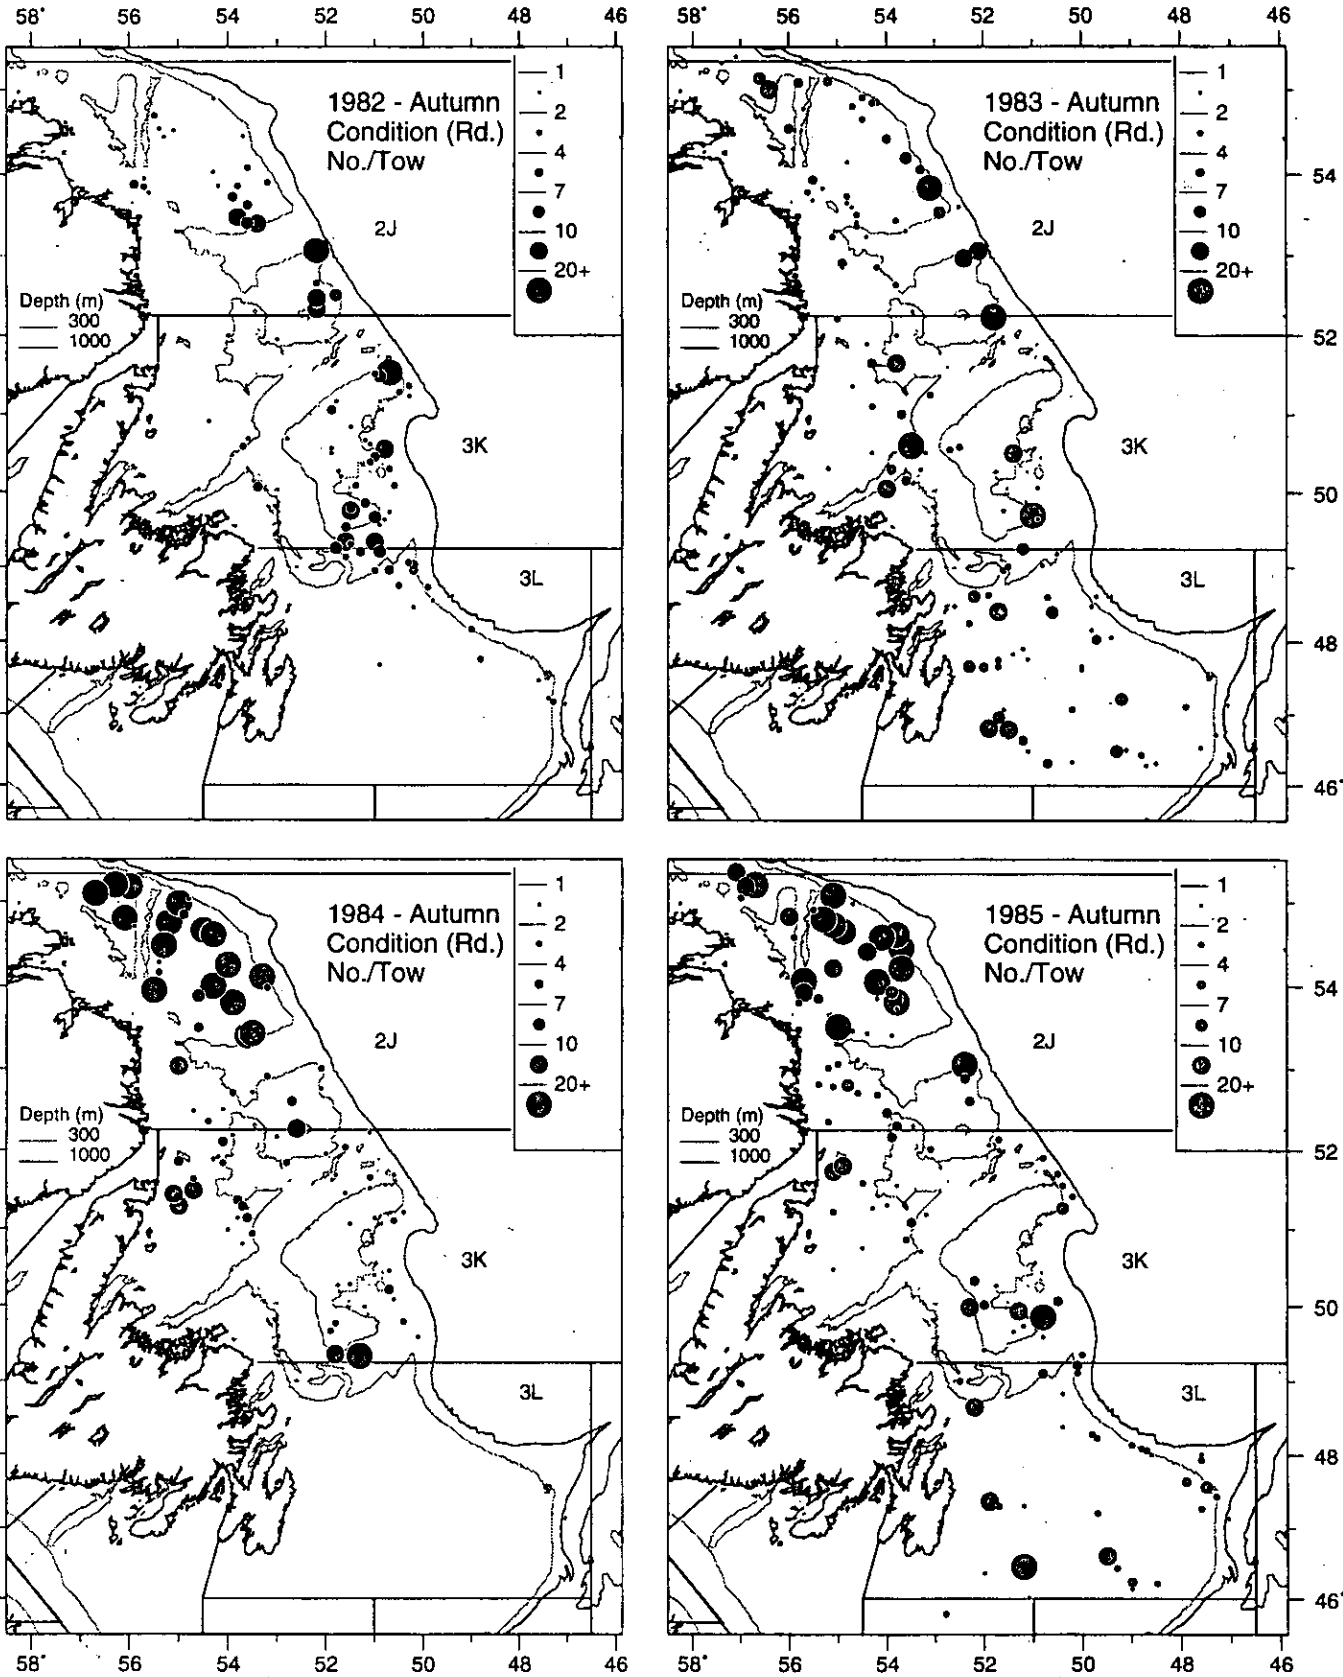 58° 56 54 52 50 48 46 58° 56 54 52 50 48 46
1982 - Autumn
Condition (Rd.)
No./Tow
1
2
4
7
10
20+
2J
Depth (m)
300
1000
3K
3L
1983 - Autumn
Condition (Rd.)
No./Tow
1
2
4
7
10
20+
2J
Depth (m)
300
1000
3K
3L
54
52
50
48
46°
1984 - Autumn
Condition (Rd.)
No./Tow
1
2
4
7
10
20+
2J
Depth (m)
300
1000
3K
3L
1985 - Autumn
Condition (Rd.)
No./Tow
1
2
4
7
10
20+
2J
Depth (m)
300
1000
3K
3L
54
52
50
48
46°
58° 56 54 52 50 48 46 58° 56 54 52 50 48 46